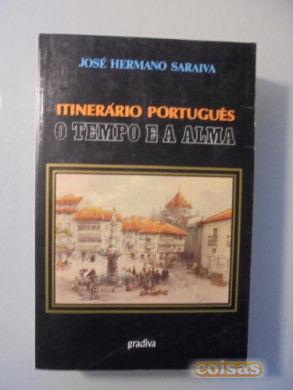 JOSÉ HERMANO SARAIVA
ITINERÁRIO PORTUGUÊS
O TEMPO E A ALMA
gradiva
coisas